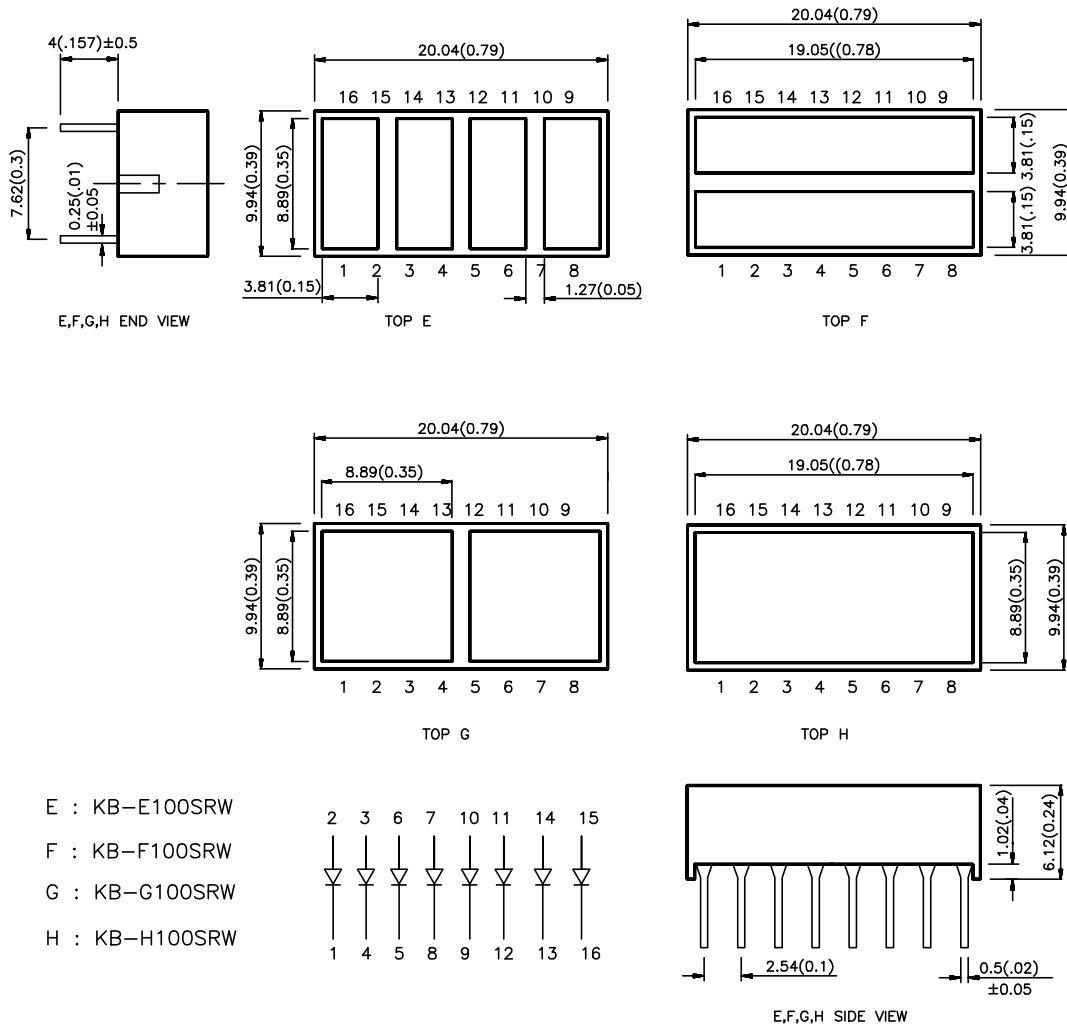 4(.157)±0.5
7.62(0.3)
0.25(.01)
±0.05
E,F,G,H END VIEW
20.04(0.79)
16 15 14 13 12 11 10 9
9.94(0.39)
8.89(0.35)
1 2 3 4 5 6 7 8
3.81(0.15)
1.27(0.05)
TOP E
20.04(0.79)
19.05((0.78)
16 15 14 13 12 11 10 9
3.81(.15)
3.81(.15)
9.94(0.39)
1 2 3 4 5 6 7 8
TOP F
20.04(0.79)
8.89(0.35)
16 15 14 13 12 11 10 9
9.94(0.39)
8.89(0.35)
1 2 3 4 5 6 7 8
TOP G
20.04(0.79)
19.05((0.78)
16 15 14 13 12 11 10 9
8.89(0.35)
9.94(0.39)
1 2 3 4 5 6 7 8
TOP H
E : KB-E100SRW
F : KB-F100SRW
G : KB-G100SRW
H : KB-H100SRW
2 3 6 7 10 11 14 15
1 4 5 8 9 12 13 16
1.02(.04)
6.12(0.24)
2.54(0.1)
0.5(.02)
±0.05
E,F,G,H SIDE VIEW